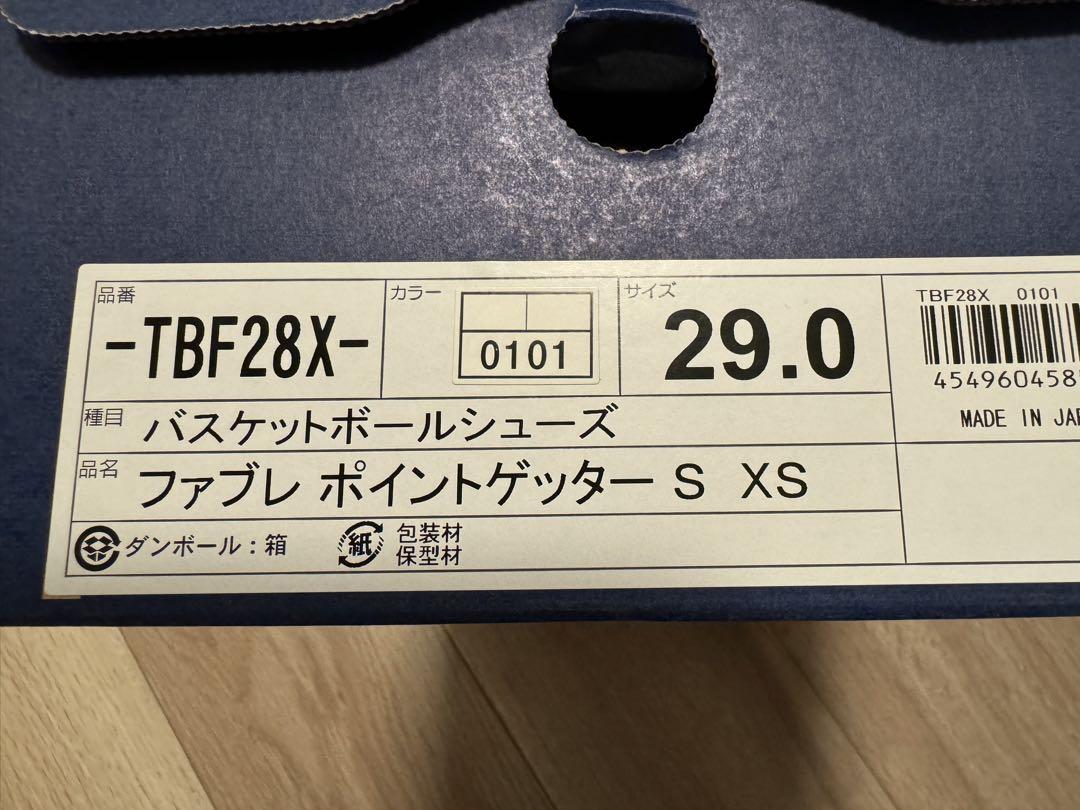 品番
-TBF28X-
カラー
0101
サイズ
29.0
TBF28X 0101
MADE IN
種目
バスケットボールシューズ
品名
ファブレ ポイントゲッター S XS
ダンボール：箱
紙
包装材
保型材